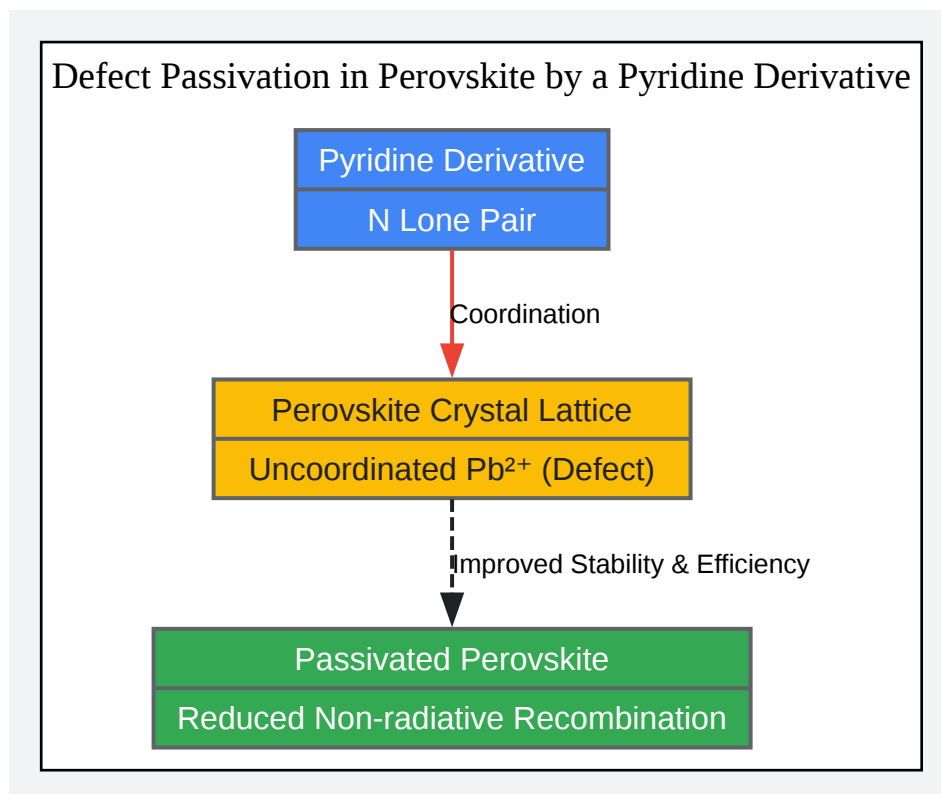 Defect Passivation in Perovskite by a Pyridine Derivative
Pyridine Derivative
N Lone Pair
Coordination
Perovskite Crystal Lattice
Uncoordinated Pb²⁺ (Defect)
Improved Stability & Efficiency
Passivated Perovskite
Reduced Non-radiative Recombination